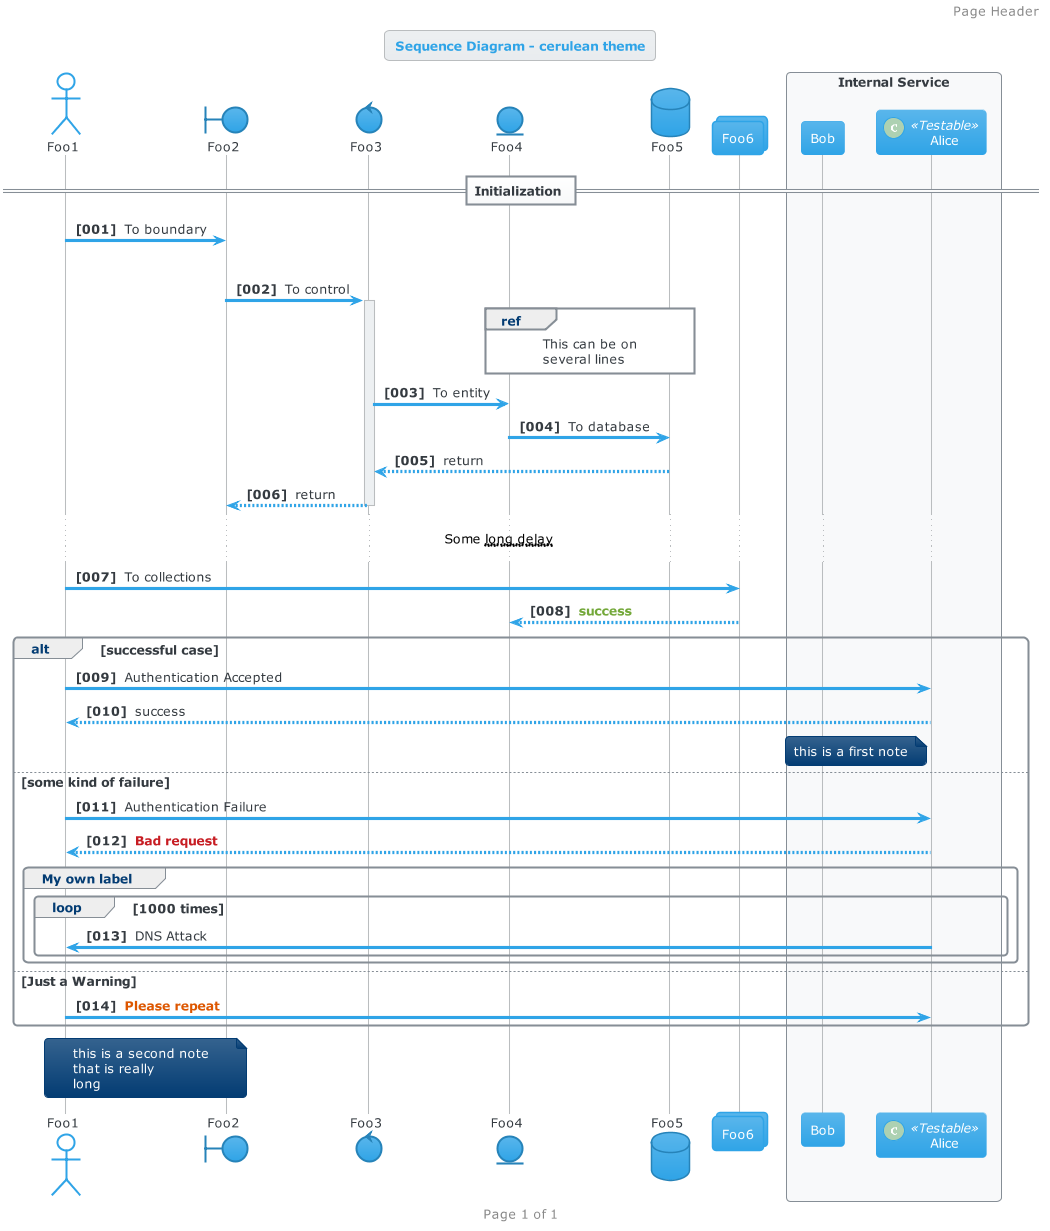 Page Header
Sequence Diagram - cerulean theme
Internal Service
«Testable»
Foo6
Bob
C
Alice
Foo1
Foo2
Foo3
Foo4
Foo5
Initialization
[001] To boundary
[002] To control
ref
This can be on
several lines
[003] To entity
[004] To database
[005] return
[006] return
Some long delay
[007] To collections
[008] success
alt [successful case]
[009] Authentication Accepted
[010] success
this is a first note
[some kind of failure]
[011] Authentication Failure
[012] Bad request
My own label
loop [1000 times]
[013] DNS Attack
[Just a Warning]
[014] Please repeat
this is a second note
that is really
long
Foo1
Foo2
Foo3
Foo4
Foo5
Foo6
Bob
C
«Testable»
Alice
Page 1 of 1